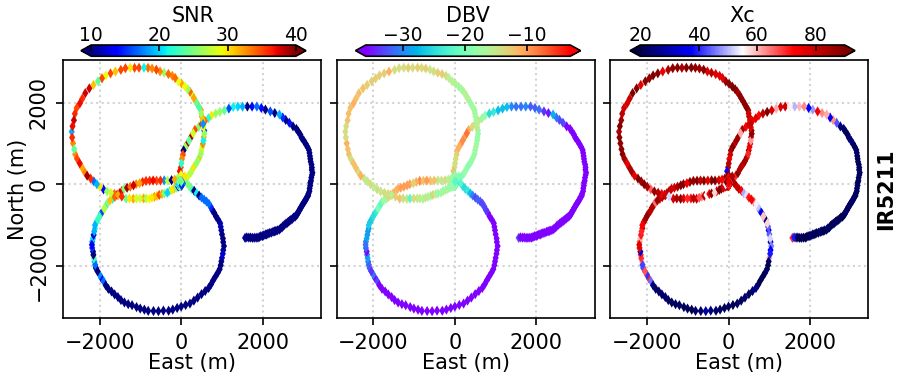 SNR DBV Xc
10 20 30 40 −30 −20 −10 20 40 60 80
North (m)
2000
0
−2000
−2000 0 2000 −2000 0 2000 −2000 0 2000
East (m) East (m) East (m)
IR5211